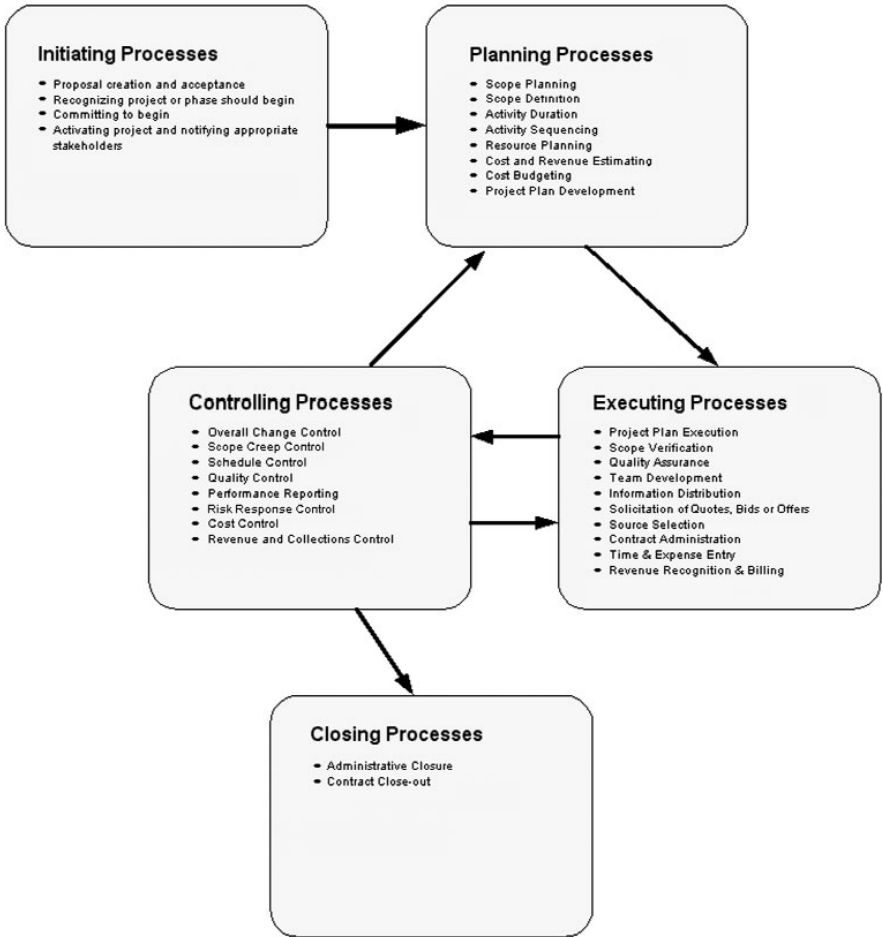 Initiating Processes
• Proposal creation and acceptance
• Recognizing project or phase should begin
• Committing to begin
• Activating project and notifying appropriate
stakeholders
Planning Processes
• Scope Planning
• Scope Definition
• Activity Duration
• Activity Sequencing
• Resource Planning
• Cost and Revenue Estimating
• Cost Budgeting
• Project Plan Development
Controlling Processes
• Overall Change Control
• Scope Creep Control
• Schedule Control
• Quality Control
• Performance Reporting
• Risk Response Control
• Cost Control
• Revenue and Collections Control
Executing Processes
• Project Plan Execution
• Scope Verification
• Quality Assurance
• Team Development
• Information Distribution
• Solicitation of Quotes, Bids or Offers
• Source Selection
• Contract Administration
• Time & Expense Entry
• Revenue Recognition & Billing
Closing Processes
• Administrative Closure
• Contract Close-out